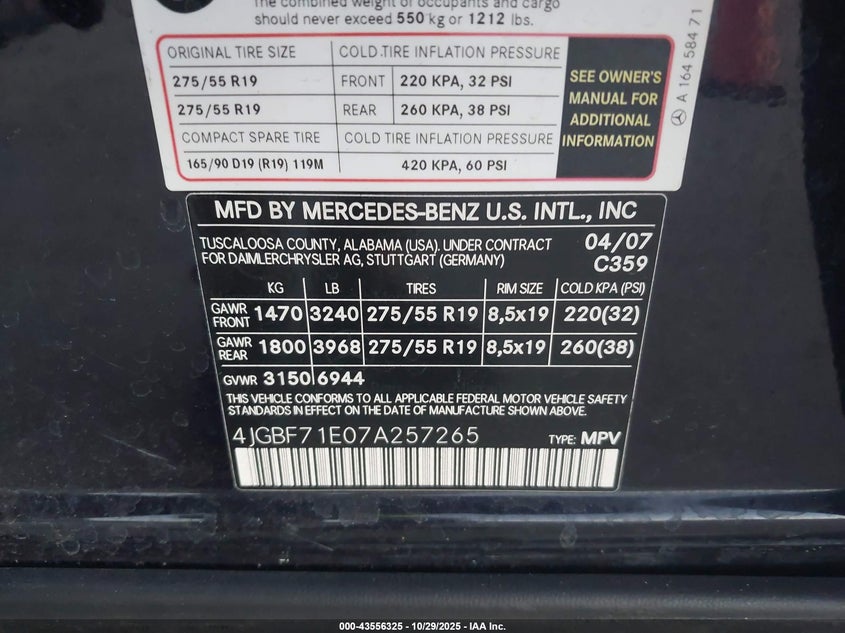 The combined weight of occupants and cargo
should never exceed 550 kg or 1212 lbs.
ORIGINAL TIRE SIZE COLD TIRE INFLATION PRESSURE
275/55 R19 FRONT 220 KPA, 32 PSI
275/55 R19 REAR 260 KPA, 38 PSI
COMPACT SPARE TIRE COLD TIRE INFLATION PRESSURE
165/90 D19 (R19) 119M 420 KPA, 60 PSI
SEE OWNER'S
MANUAL FOR
ADDITIONAL
INFORMATION
A 164 584 71
MFD BY MERCEDES-BENZ U.S. INTL., INC
TUSCALOOSA COUNTY, ALABAMA (USA). UNDER CONTRACT 04/07
FOR DAIMLERCHRYSLER AG, STUTTGART (GERMANY) C359
KG LB TIRES RIM SIZE COLD KPA (PSI)
GAWR FRONT 1470 3240 275/55 R19 8,5x19 220(32)
GAWR REAR 1800 3968 275/55 R19 8,5x19 260(38)
GVWR 3150 6944
THIS VEHICLE CONFORMS TO ALL APPLICABLE FEDERAL MOTOR VEHICLE SAFETY
STANDARDS IN EFFECT ON THE DATE OF MANUFACTURE SHOWN ABOVE.
4JGBF71E07A257265 TYPE: MPV
000-43556325 | 10/29/2025 - IAA Inc.